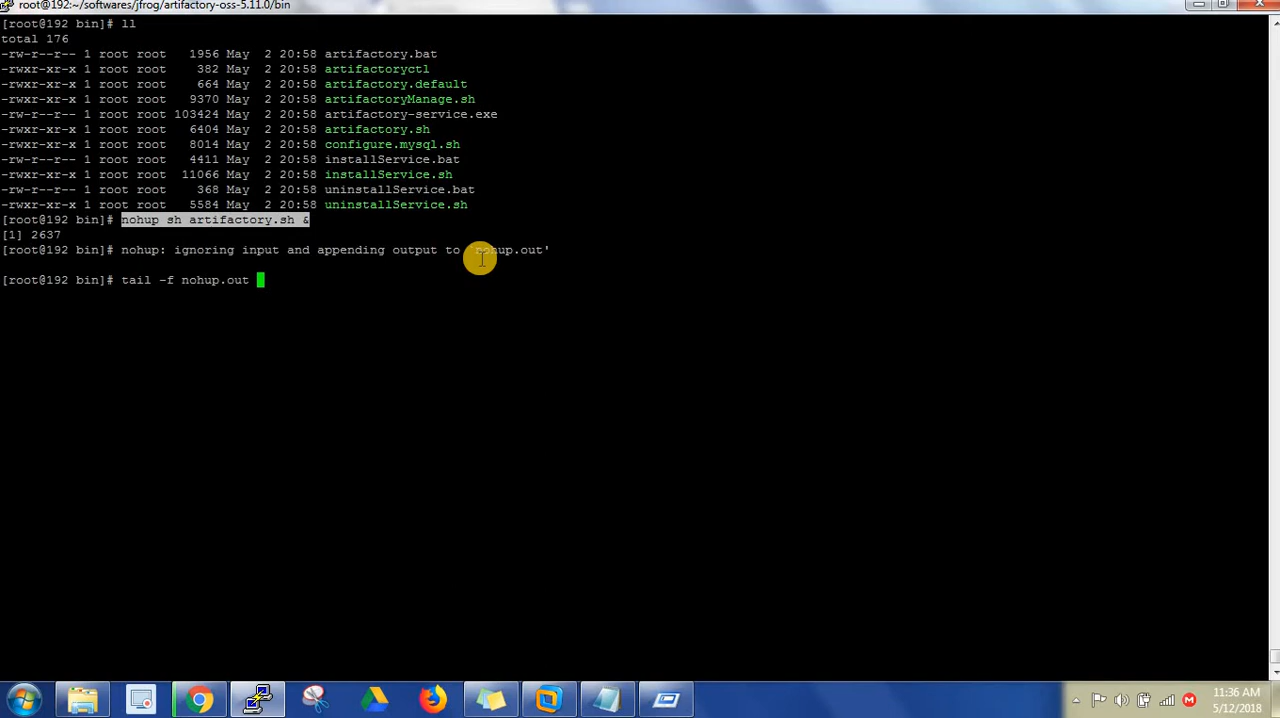 root@192:~/softwares/jfrog/artifactory-oss-5.11.0/bin
[root@192 bin]# ll
total 176
-rw-r--r-- 1 root root   1956 May  2 20:58 artifactory.bat
-rwxr-xr-x 1 root root    382 May  2 20:58 artifactoryctl
-rwxr-xr-x 1 root root    664 May  2 20:58 artifactory.default
-rwxr-xr-x 1 root root   9370 May  2 20:58 artifactoryManage.sh
-rw-r--r-- 1 root root 103424 May  2 20:58 artifactory-service.exe
-rwxr-xr-x 1 root root   6404 May  2 20:58 artifactory.sh
-rwxr-xr-x 1 root root   8014 May  2 20:58 configure.mysql.sh
-rw-r--r-- 1 root root   4411 May  2 20:58 installService.bat
-rwxr-xr-x 1 root root  11066 May  2 20:58 installService.sh
-rw-r--r-- 1 root root    368 May  2 20:58 uninstallService.bat
-rwxr-xr-x 1 root root   5584 May  2 20:58 uninstallService.sh
[root@192 bin]# nohup sh artifactory.sh &
[1] 2637
[root@192 bin]# nohup: ignoring input and appending output to `nohup.out'
[root@192 bin]# tail -f nohup.out
11:36 AM
5/12/2018